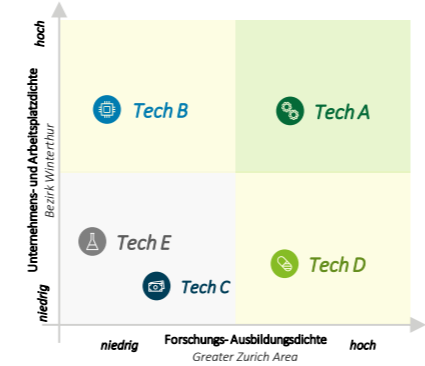 hoch
Unternehmens- und Arbeitsplatzdichte
Bezirk Winterthur
niedrig
Tech B
Tech A
Tech E
Tech C
Tech D
niedrig
Forschungs- Ausbildungsdichte
hoch
Greater Zurich Area